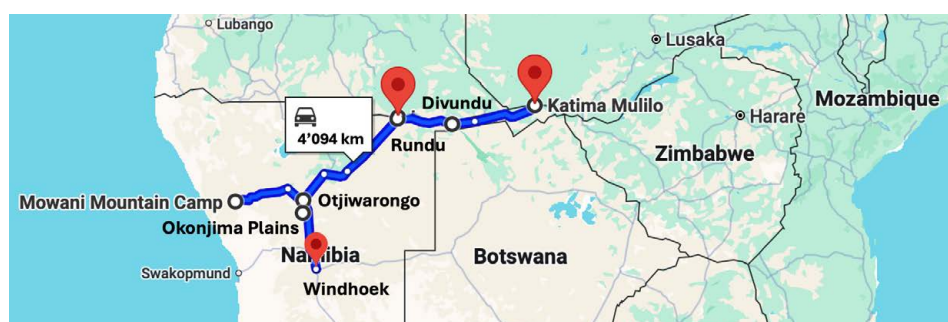 Lubango
Lusaka
Divundu
Katima Mulilo
Mozambique
4’094 km
Harare
Rundu
Zimbabwe
Mowani Mountain Camp
Otjiwarongo
Okonjima Plains
Namibia
Botswana
Swakopmund
Windhoek